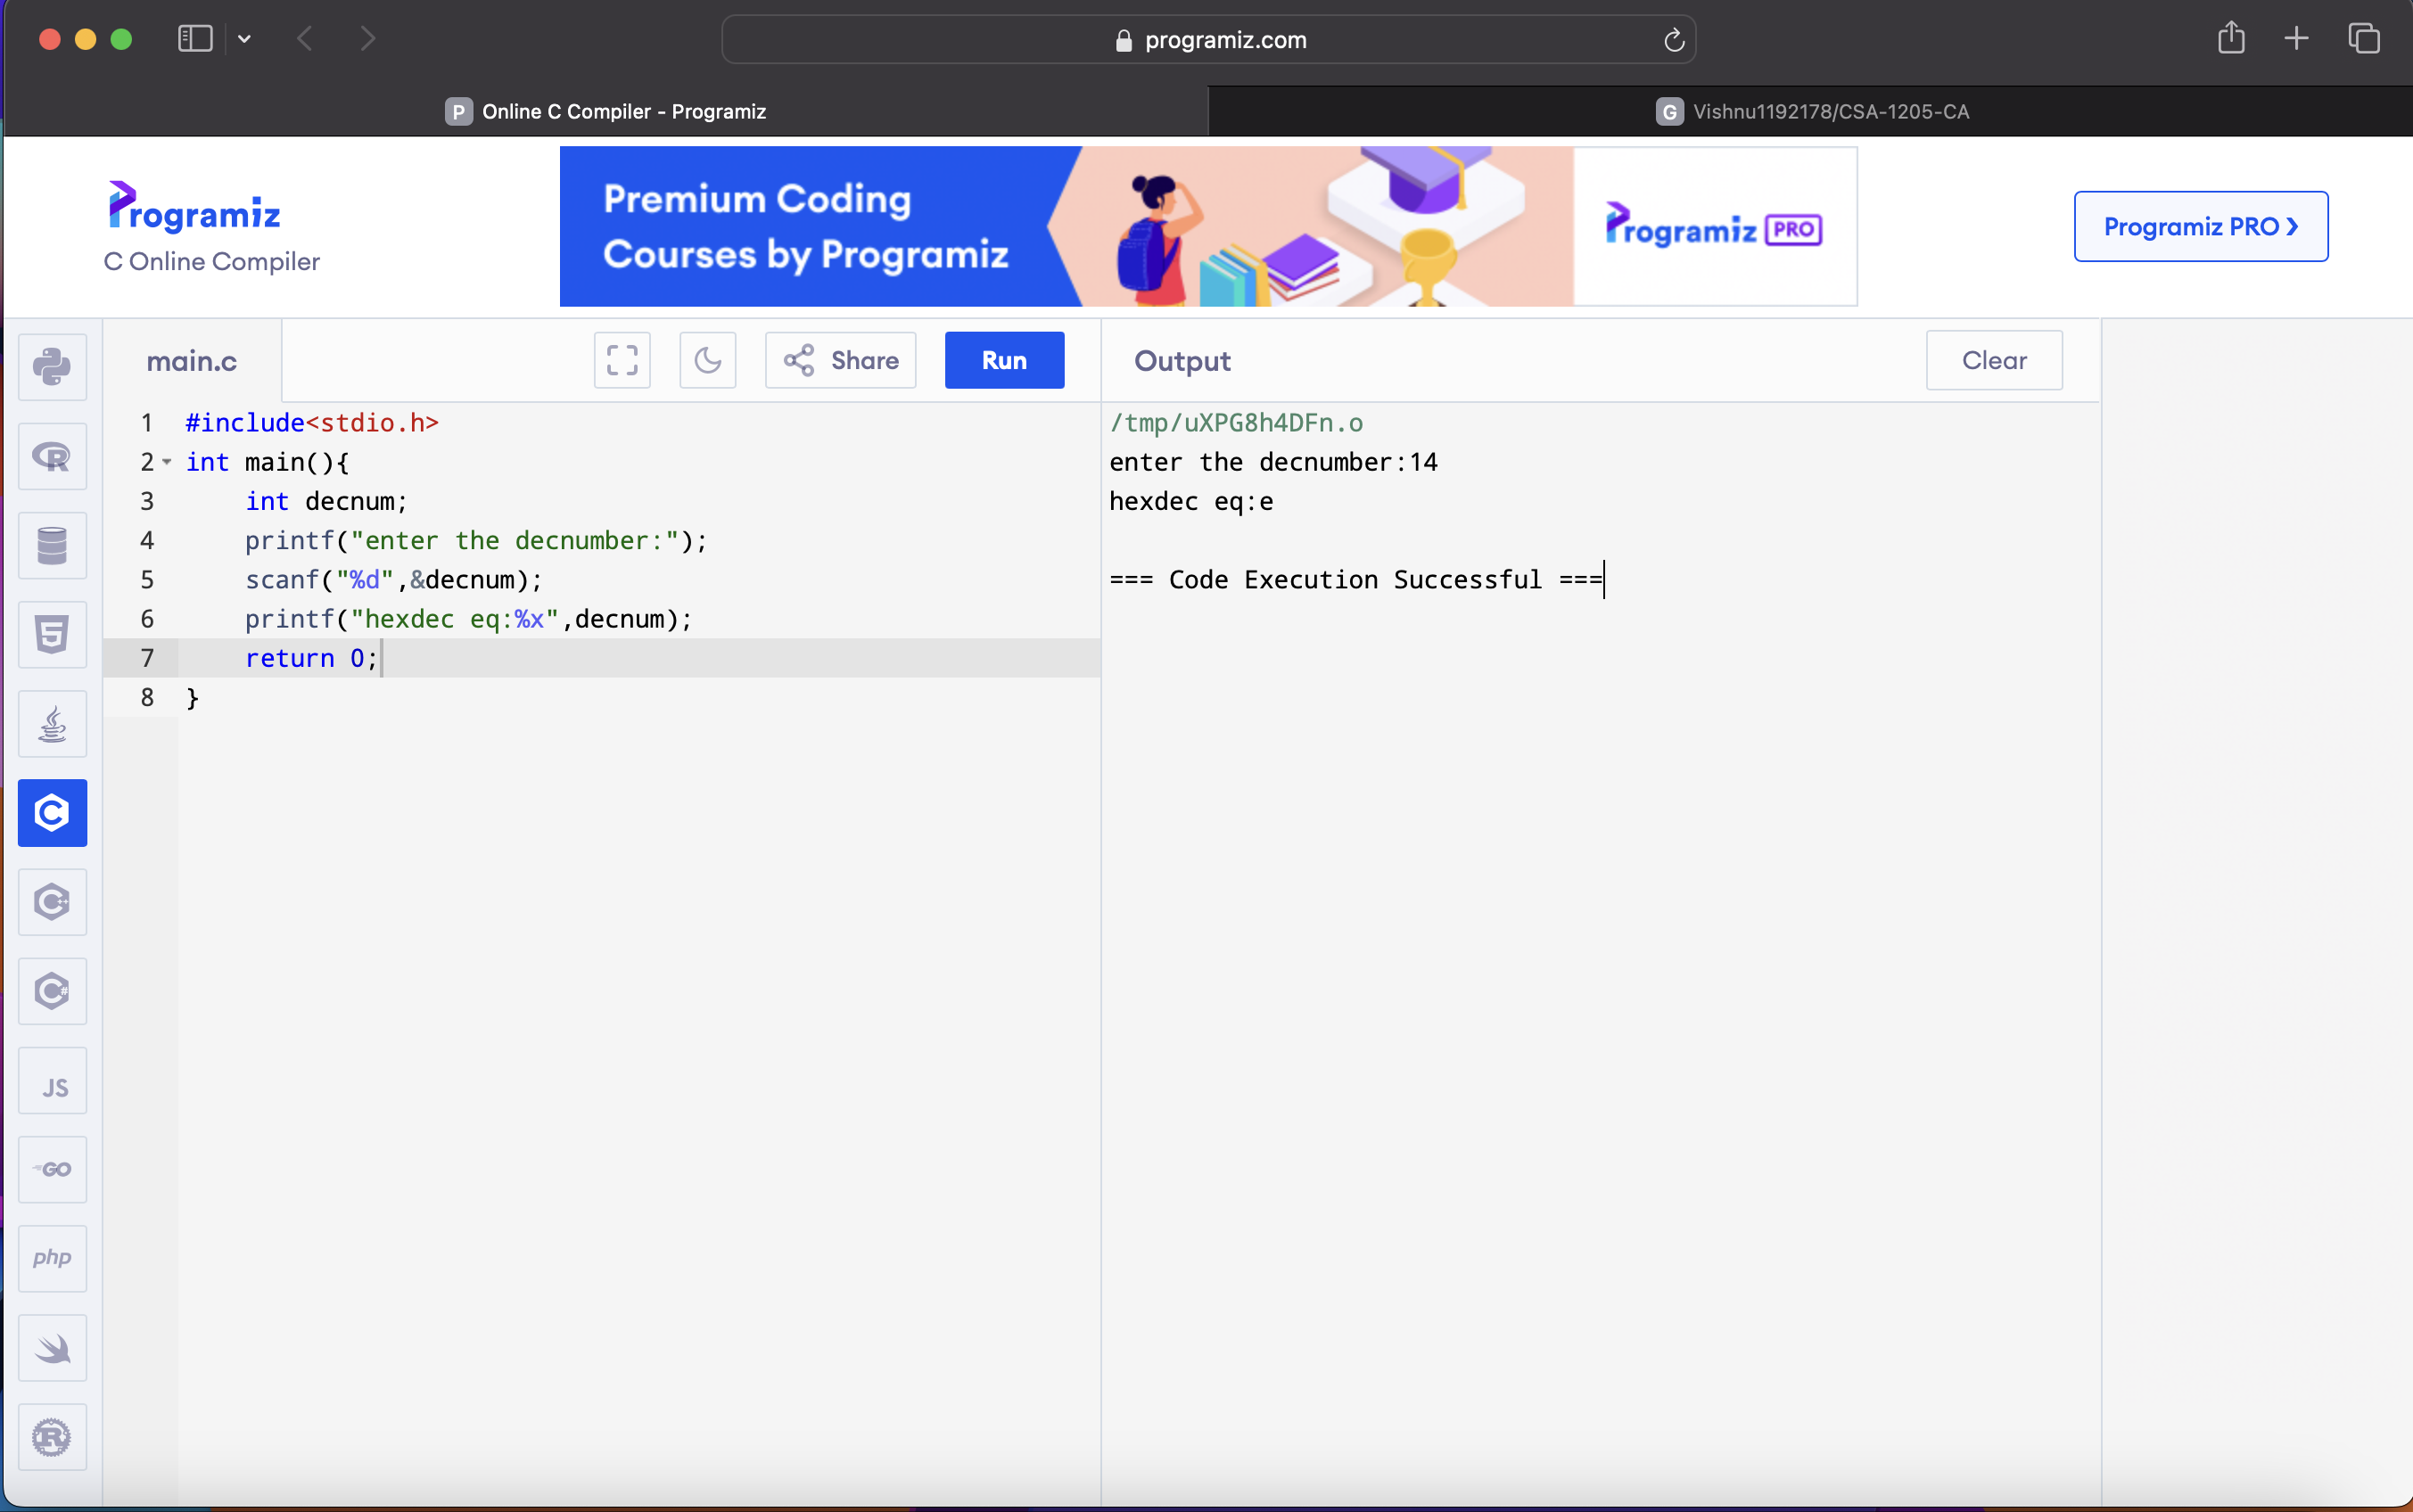 programiz.com
P Online C Compiler - Programiz
G Vishnu1192178/CSA-1205-CA
Programiz
C Online Compiler
Premium Coding
Courses by Programiz
Programiz PRO
Programiz PRO ❯
main.c
Share
Run
Output
Clear
1 #include<stdio.h>
2 int main(){
3     int decnum;
4     printf("enter the decnumber:");
5     scanf("%d",&decnum);
6     printf("hexdec eq:%x",decnum);
7     return 0;
8 }
/tmp/uXPG8h4DFn.o
enter the decnumber:14
hexdec eq:e
=== Code Execution Successful ===
R
5
C
C++
C#
JS
GO
php
R